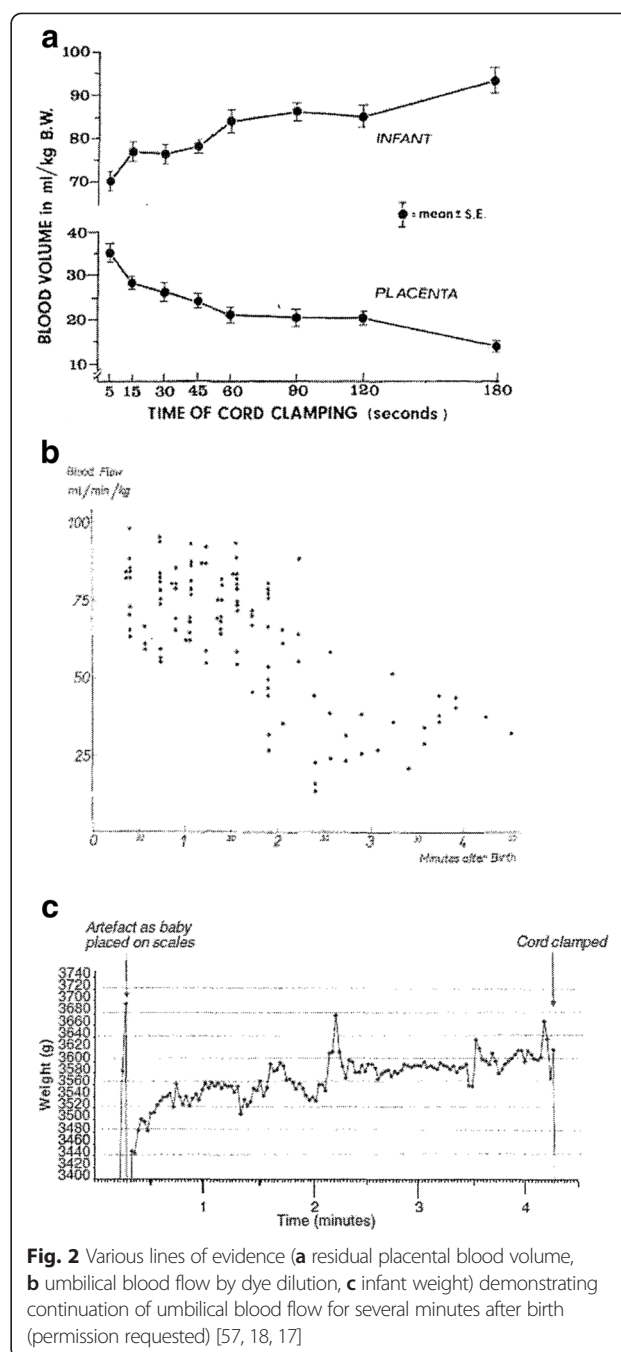 a
100
90
80
70
INFANT
= mean ± S.E.
BLOOD VOLUME in ml/kg B.W.
40
30
20
10
PLACENTA
5 15 30 45 60 90 120 180
TIME OF CORD CLAMPING (seconds)
b
Blood Flow
ml/min/kg
100
75
50
25
0 30 1 30 2 30 3 30 4 30
Minutes after Birth
c
Artefact as baby
placed on scales
Cord clamped
3740
3720
3700
3680
3660
3640
3620
3600
3580
3560
3540
3520
3500
3480
3460
3440
3420
3400
Weight (g)
1 2 3 4
Time (minutes)
Fig. 2 Various lines of evidence (a residual placental blood volume,
b umbilical blood flow by dye dilution, c infant weight) demonstrating
continuation of umbilical blood flow for several minutes after birth
(permission requested) [57, 18, 17]